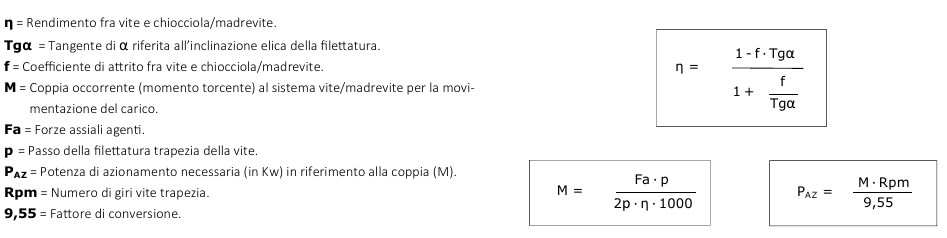 η = Rendimento fra vite e chiocciola/madrevite.
Tgα = Tangente di α riferita all'inclinazione elica della filettatura.
f = Coefficiente di attrito fra vite e chiocciola/madrevite.
M = Coppia occorrente (momento torcente) al sistema vite/madrevite per la movi-
mentazione del carico.
Fa = Forze assiali agenti.
p = Passo della filettatura trapezia della vite.
P_AZ = Potenza di azionamento necessaria (in Kw) in riferimento alla coppia (M).
Rpm = Numero di giri vite trapezia.
9,55 = Fattore di conversione.
η =
1 - f · Tgα
1 +
f
Tgα
M =
Fa · p
2p · η · 1000
P_AZ =
M · Rpm
9,55